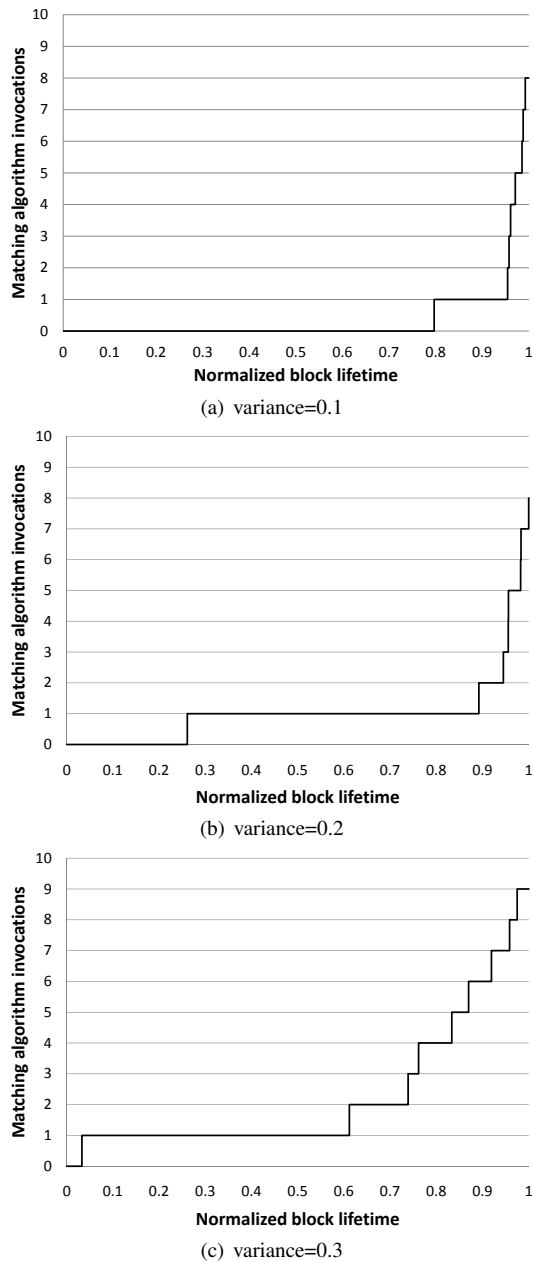 Matching algorithm invocations
10
9
8
7
6
5
4
3
2
1
0
0 0.1 0.2 0.3 0.4 0.5 0.6 0.7 0.8 0.9 1
Normalized block lifetime
(a) variance=0.1
Matching algorithm invocations
10
9
8
7
6
5
4
3
2
1
0
0 0.1 0.2 0.3 0.4 0.5 0.6 0.7 0.8 0.9 1
Normalized block lifetime
(b) variance=0.2
Matching algorithm invocations
10
9
8
7
6
5
4
3
2
1
0
0 0.1 0.2 0.3 0.4 0.5 0.6 0.7 0.8 0.9 1
Normalized block lifetime
(c) variance=0.3